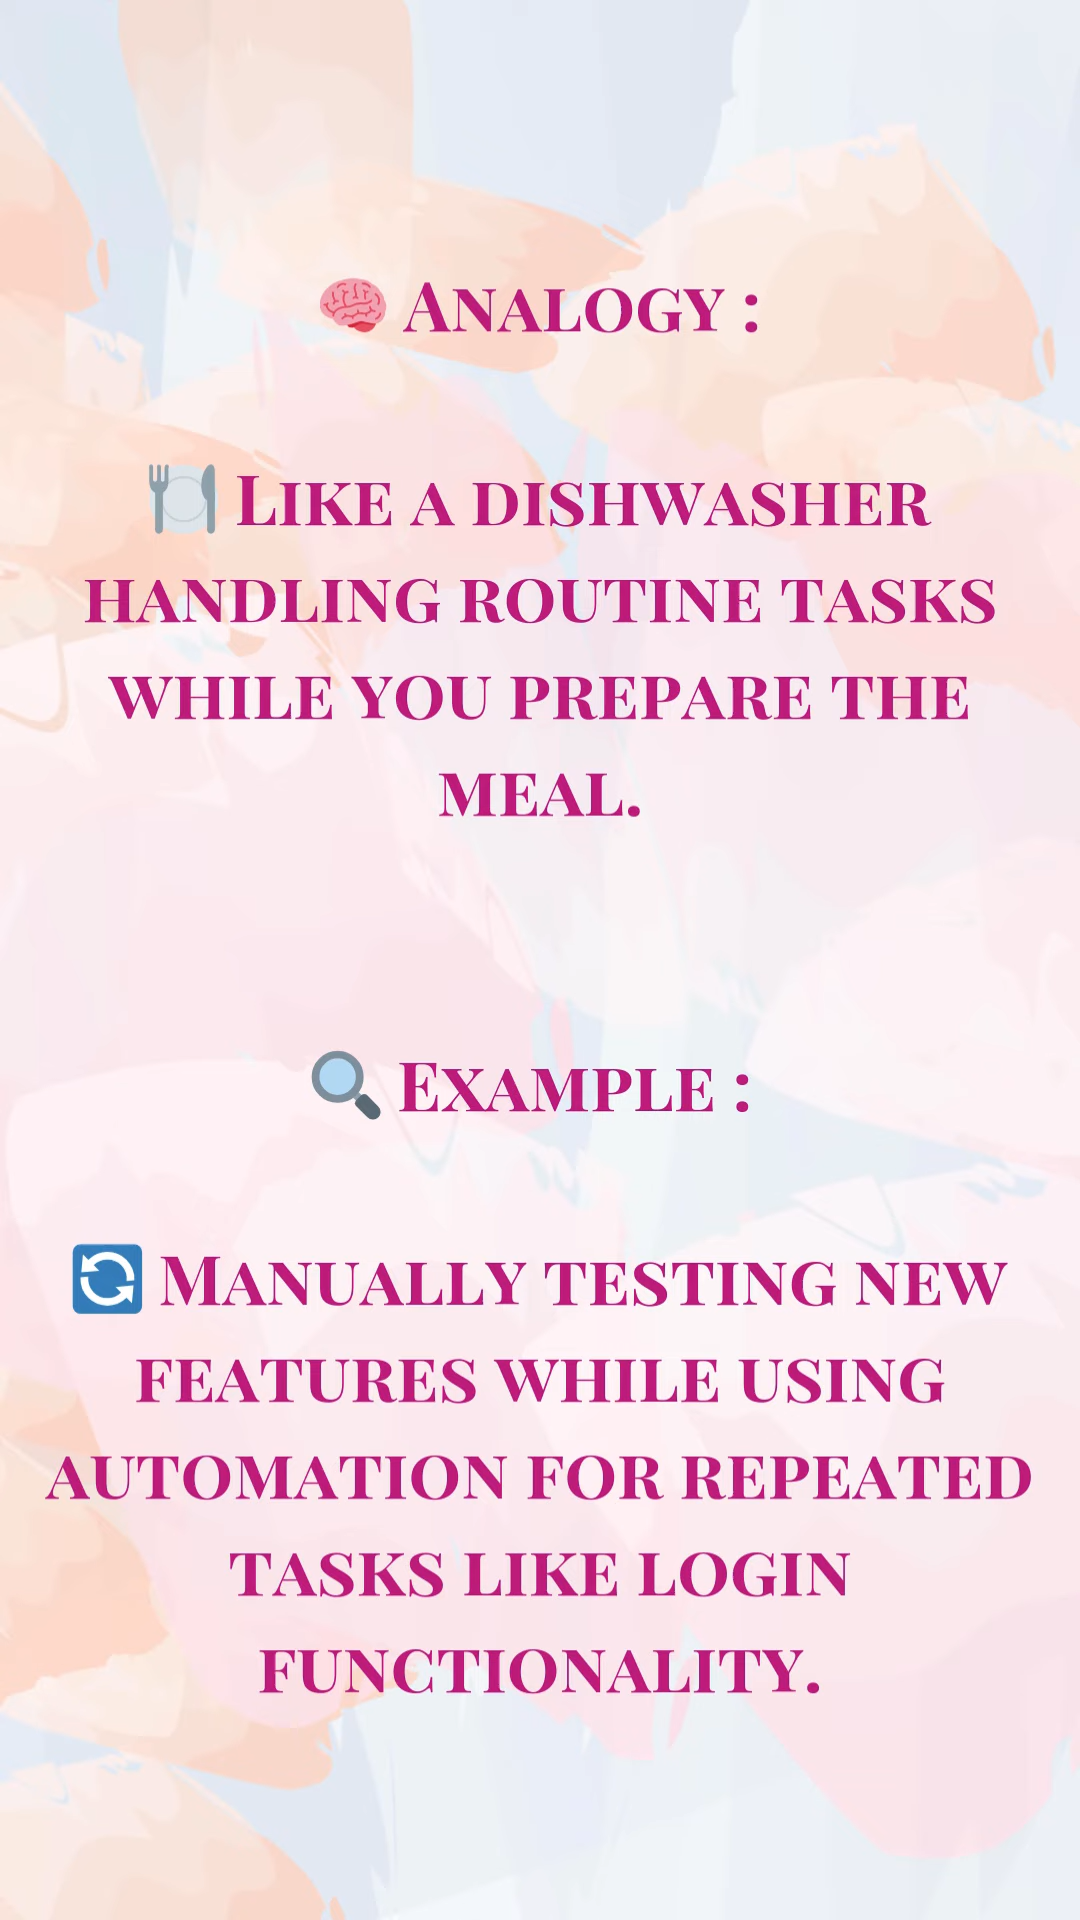 🧠 Analogy :
🍽️ Like a dishwasher
handling routine tasks
while you prepare the
meal.
🔍 Example :
🔄 Manually testing new
features while using
automation for repeated
tasks like login
functionality.